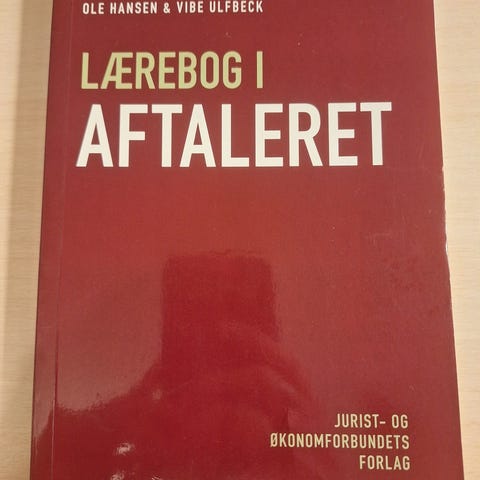 OLE HANSEN & VIBE ULFBECK
LÆREBOG I
AFTALERET
JURIST- OG
ØKONOMFORBUNDETS
FORLAG